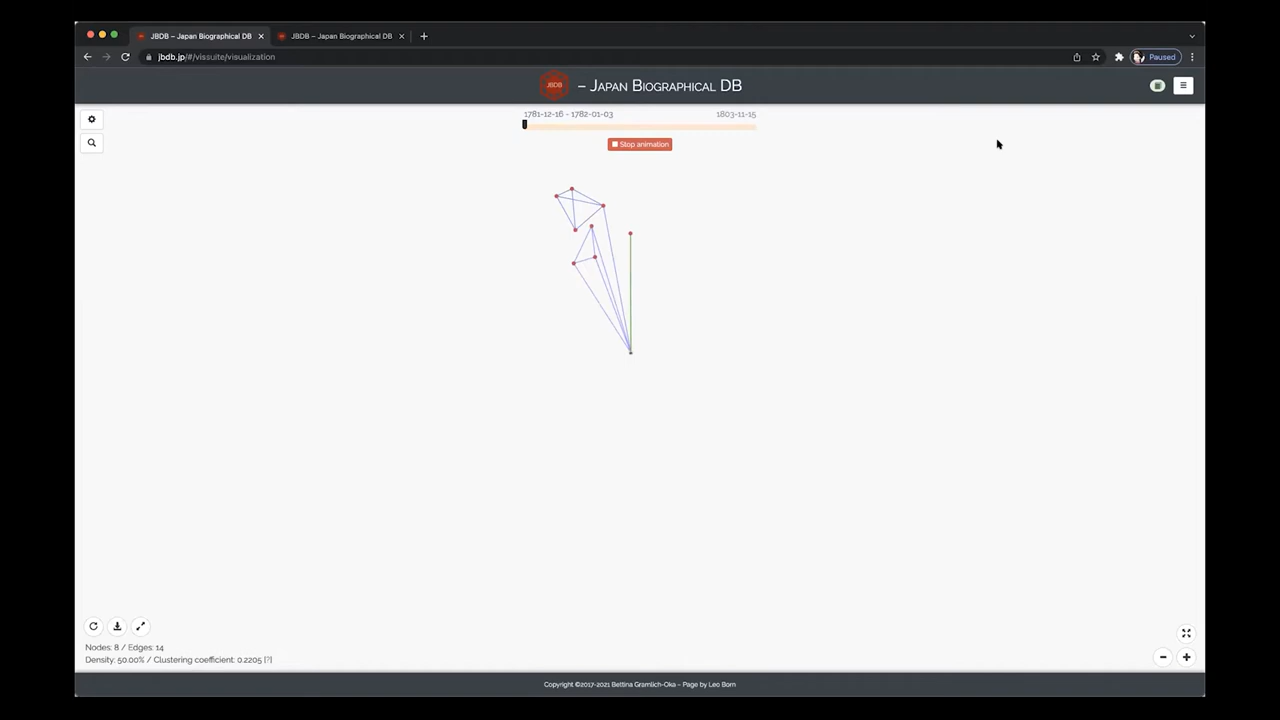 JBDB – Japan Biographical DB
JBDB – Japan Biographical DB
jbdb.jp/#/vissuite/visualization
Paused
JBDB
– Japan Biographical DB
1781-12-16 - 1782-01-03
1803-11-15
Stop animation
Nodes: 8 / Edges: 14
Density: 50.00% / Clustering coefficient: 0.2205 [?]
Copyright ©2017-2021 Bettina Gramlich-Oka – Page by Leo Born